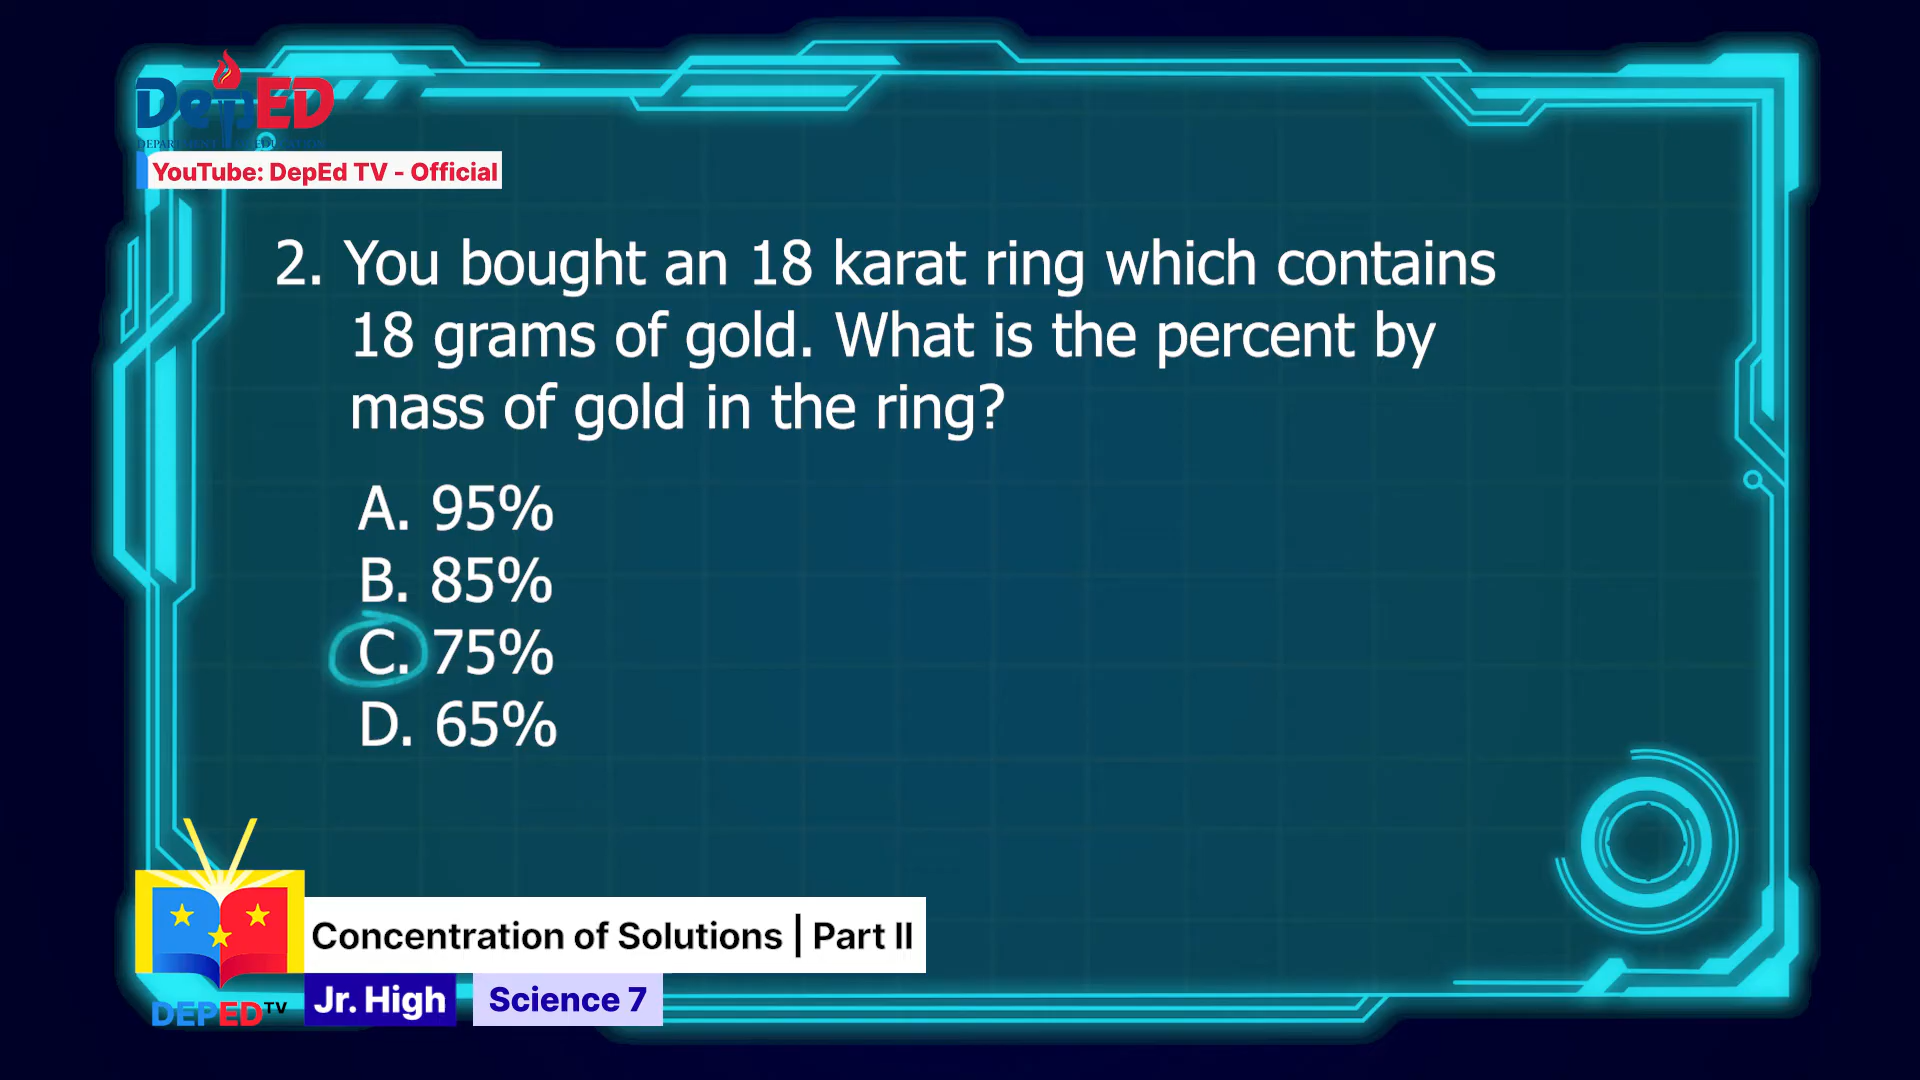 DepED
DEPARTMENT OF EDUCATION
YouTube: DepEd TV - Official
2. You bought an 18 karat ring which contains
18 grams of gold. What is the percent by
mass of gold in the ring?
A. 95%
B. 85%
C. 75%
D. 65%
Concentration of Solutions | Part II
DEPED TV
Jr. High
Science 7